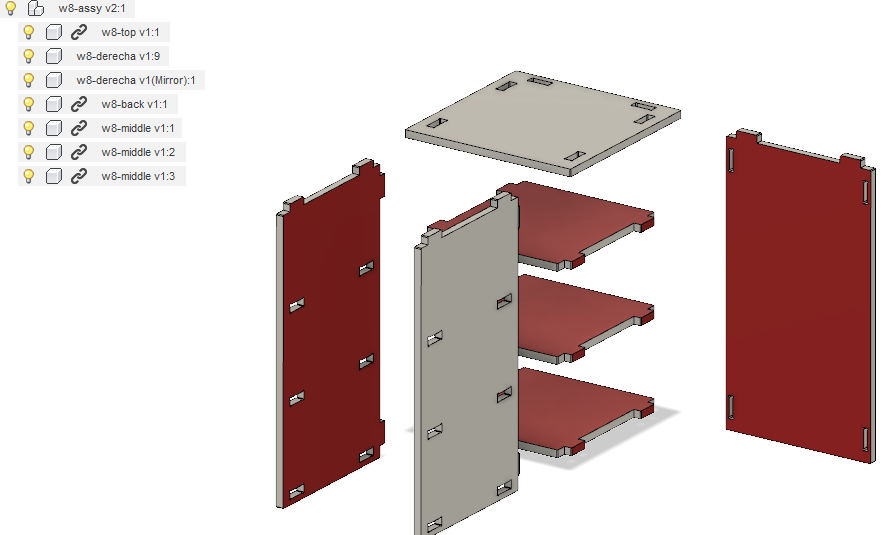 w8-assy v2:1
w8-top v1:1
w8-derecha v1:9
w8-derecha v1(Mirror):1
w8-back v1:1
w8-middle v1:1
w8-middle v1:2
w8-middle v1:3